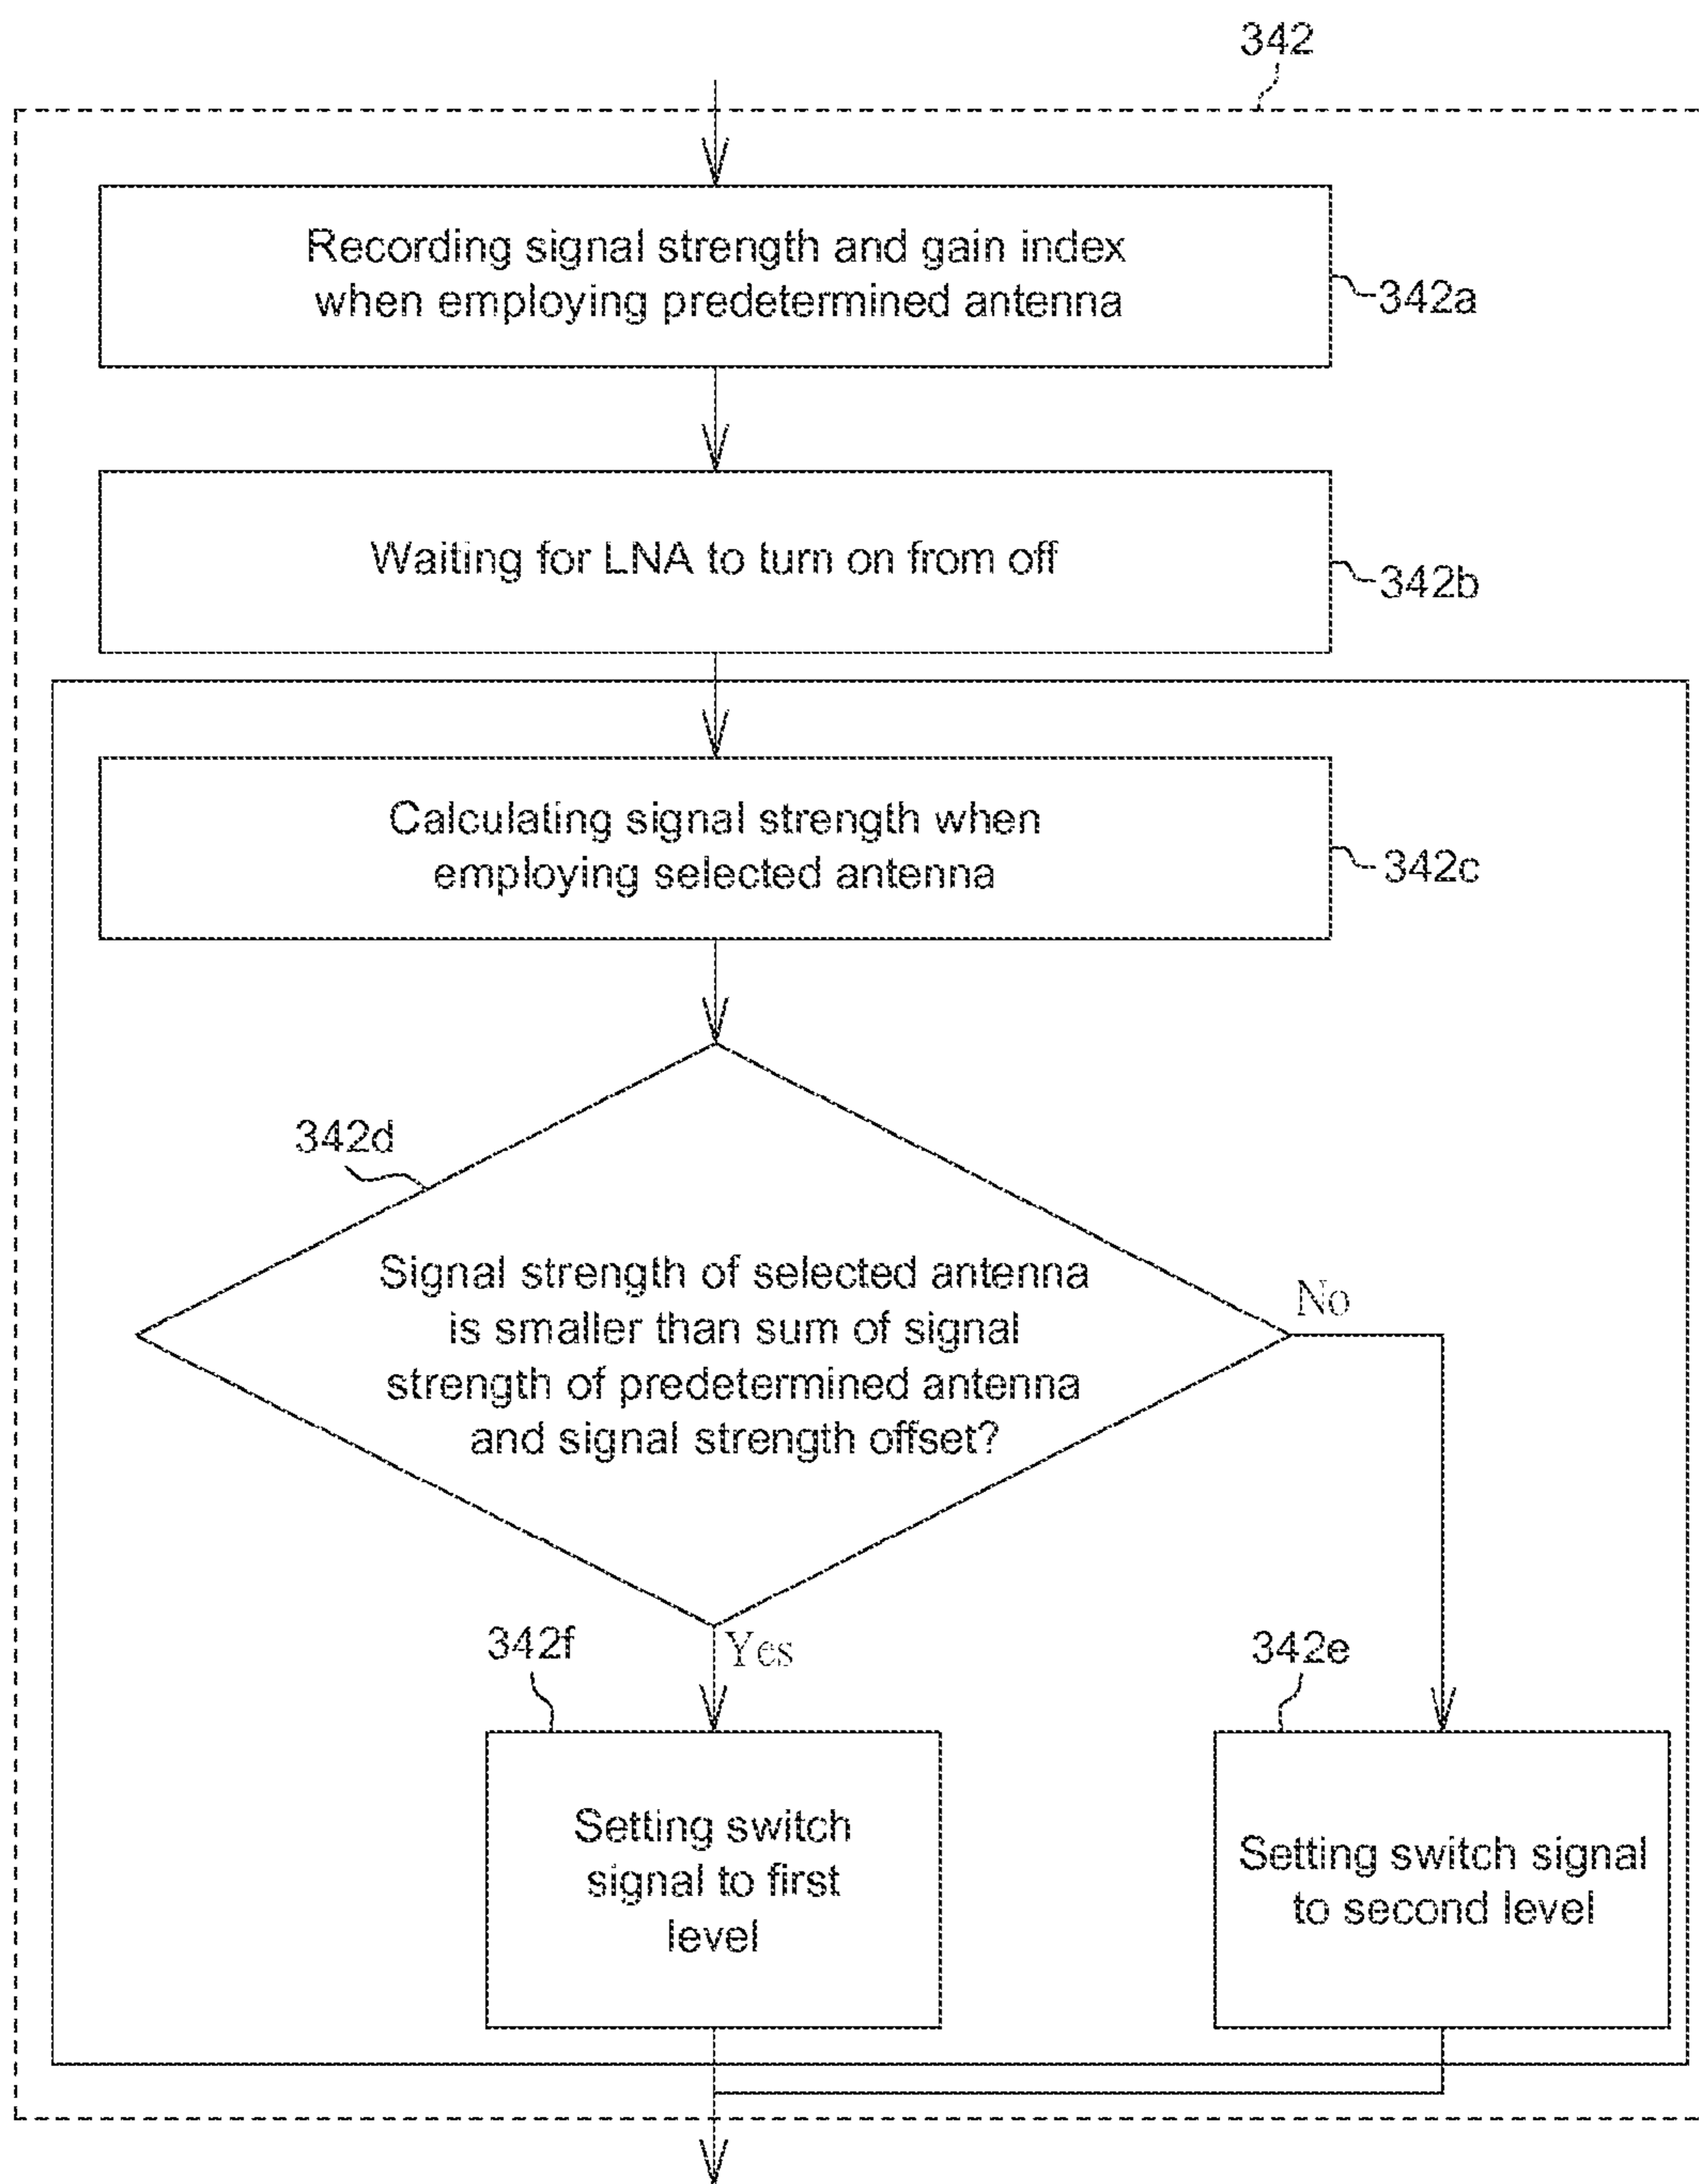 342
Recording signal strength and gain index
when employing predetermined antenna
342a
Waiting for LNA to turn on from off
342b
Calculating signal strength when
employing selected antenna
342c
342d
Signal strength of selected antenna
is smaller than sum of signal
strength of predetermined antenna
and signal strength offset?
No
Yes
342f
342e
Setting switch
signal to first
level
Setting switch signal
to second level